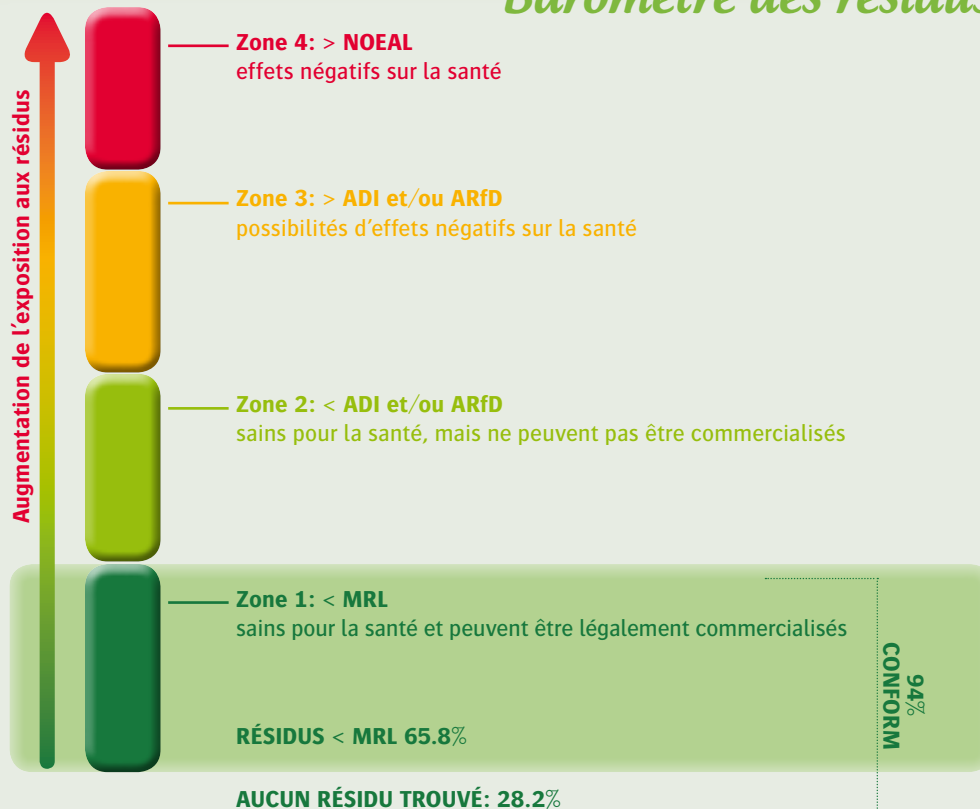 Baromètre des résidus
Zone 4: > NOEAL
effets négatifs sur la santé
Augmentation de l'exposition aux résidus
Zone 3: > ADI et/ou ARfD
possibilités d'effets négatifs sur la santé
Zone 2: < ADI et/ou ARfD
sains pour la santé, mais ne peuvent pas être commercialisés
Zone 1: < MRL
sains pour la santé et peuvent être légalement commercialisés
94%
CONFORM
RÉSIDUS < MRL 65.8%
AUCUN RÉSIDU TROUVÉ: 28.2%